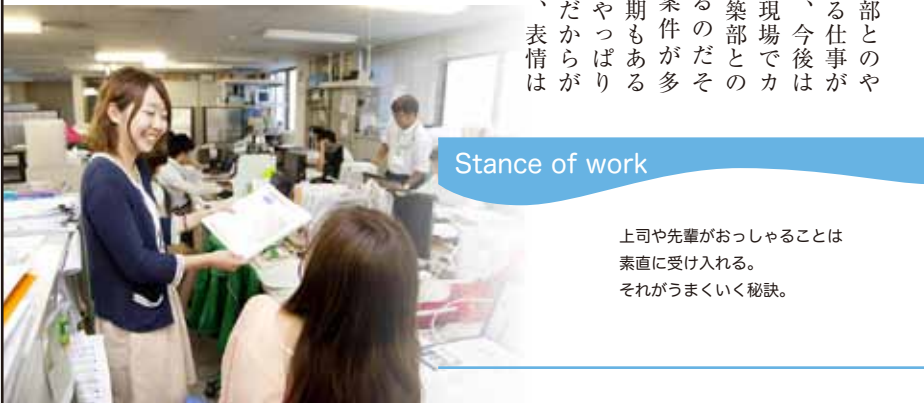 部とのや
る仕事が
、今後は
現場でカ
築部との
るのだそ
案件が多
期もある
やっぱり
だからが
、表情は
Stance of work
上司や先輩がおっしゃることは
素直に受け入れる。
それがうまくいく秘訣。